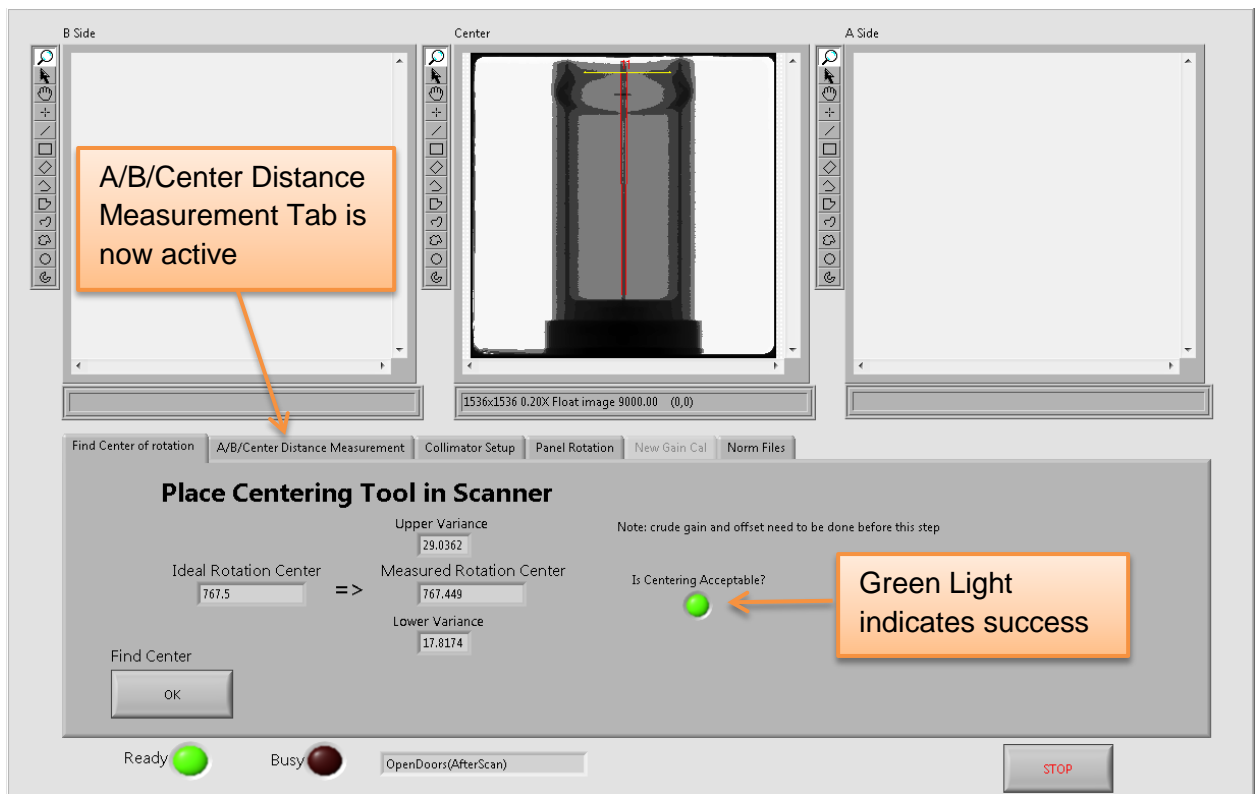 B Side
Center
A Side
A/B/Center Distance
Measurement Tab is
now active
1536x1536 0.20X Float image 9000.00 (0,0)
Find Center of rotation
A/B/Center Distance Measurement
Collimator Setup
Panel Rotation
New Gain Cal
Norm Files
Place Centering Tool in Scanner
Upper Variance
29.0362
Note: crude gain and offset need to be done before this step
Ideal Rotation Center
767.5
=>
Measured Rotation Center
767.449
Is Centering Acceptable?
Green Light
indicates success
Lower Variance
17.8174
Find Center
OK
Ready
Busy
OpenDoors(AfterScan)
STOP